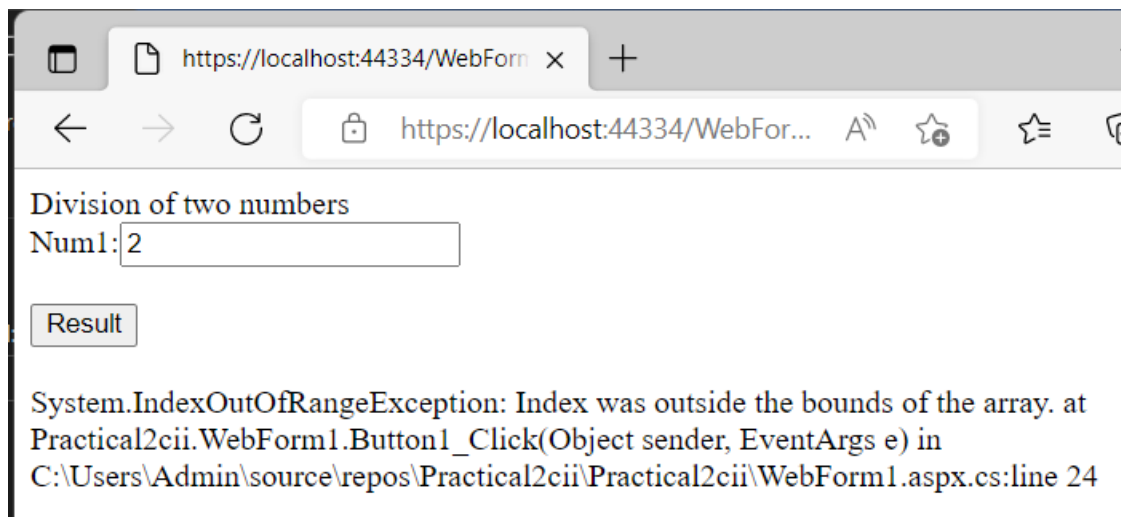 https://localhost:44334/WebForm
https://localhost:44334/WebFor...
Division of two numbers
Num1:2
Result
System.IndexOutOfRangeException: Index was outside the bounds of the array. at
Practical2cii.WebForm1.Button1_Click(Object sender, EventArgs e) in
C:\Users\Admin\source\repos\Practical2cii\Practical2cii\WebForm1.aspx.cs:line 24